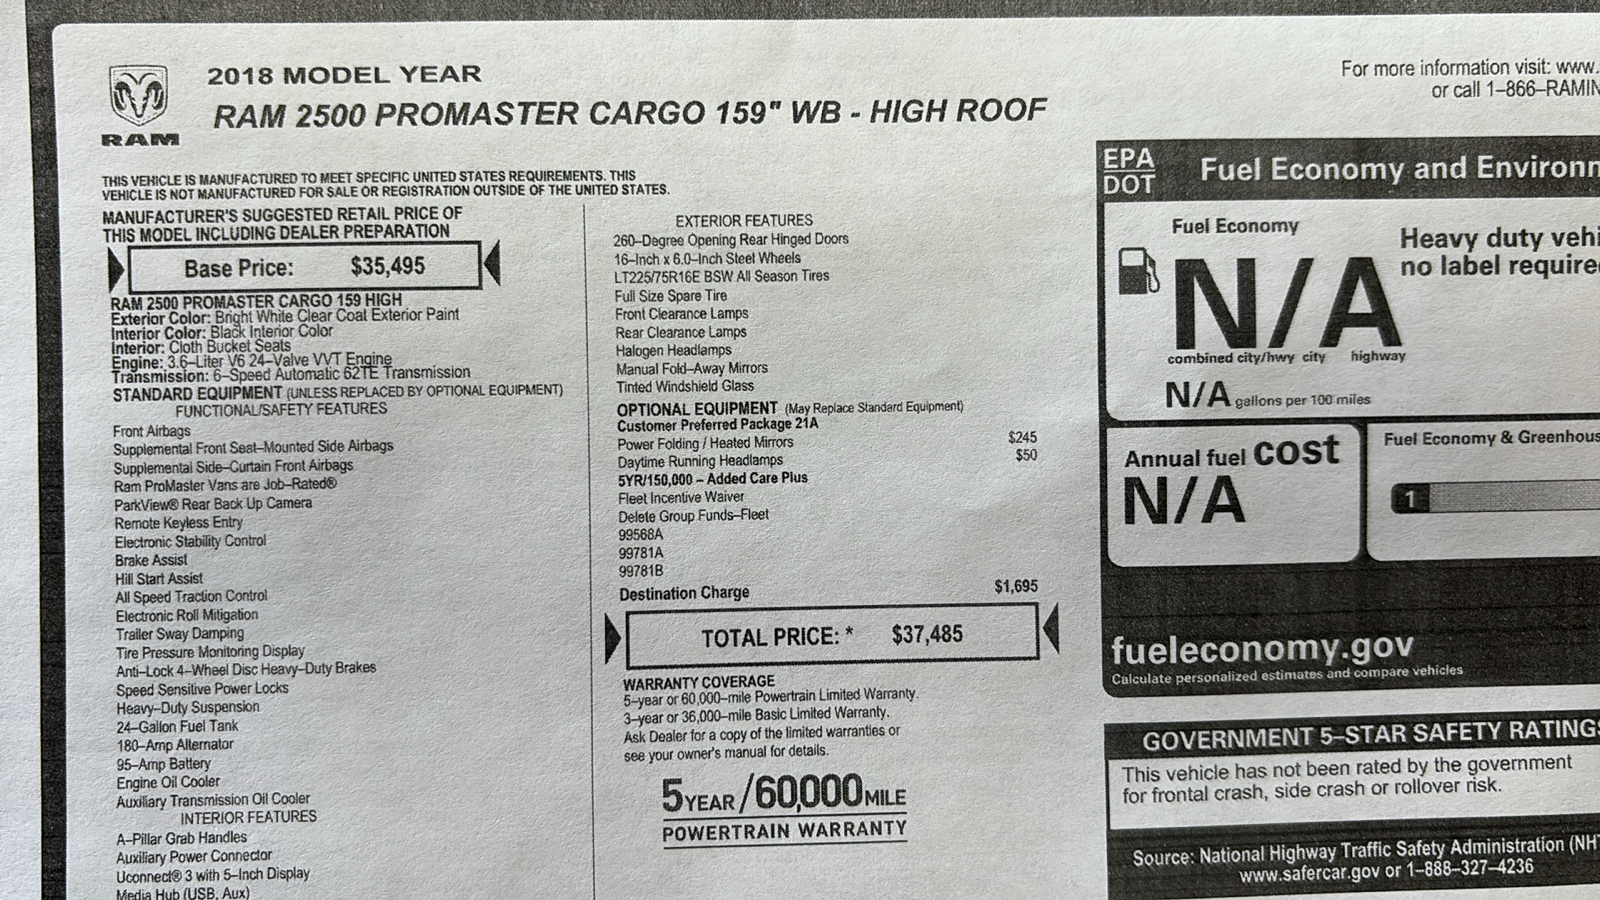 RAM
2018 MODEL YEAR
RAM 2500 PROMASTER CARGO 159" WB - HIGH ROOF
For more information visit: www.
or call 1–866–RAMIN
THIS VEHICLE IS MANUFACTURED TO MEET SPECIFIC UNITED STATES REQUIREMENTS. THIS
VEHICLE IS NOT MANUFACTURED FOR SALE OR REGISTRATION OUTSIDE OF THE UNITED STATES.
MANUFACTURER'S SUGGESTED RETAIL PRICE OF
THIS MODEL INCLUDING DEALER PREPARATION
Base Price: $35,495
RAM 2500 PROMASTER CARGO 159 HIGH
Exterior Color: Bright White Clear Coat Exterior Paint
Interior Color: Black Interior Color
Interior: Cloth Bucket Seats
Engine: 3.6–Liter V6 24–Valve VVT Engine
Transmission: 6–Speed Automatic 62TE Transmission
STANDARD EQUIPMENT (UNLESS REPLACED BY OPTIONAL EQUIPMENT)
FUNCTIONAL/SAFETY FEATURES
Front Airbags
Supplemental Front Seat–Mounted Side Airbags
Supplemental Side–Curtain Front Airbags
Ram ProMaster Vans are Job–Rated®
ParkView® Rear Back Up Camera
Remote Keyless Entry
Electronic Stability Control
Brake Assist
Hill Start Assist
All Speed Traction Control
Electronic Roll Mitigation
Trailer Sway Damping
Tire Pressure Monitoring Display
Anti–Lock 4–Wheel Disc Heavy–Duty Brakes
Speed Sensitive Power Locks
Heavy–Duty Suspension
24–Gallon Fuel Tank
180–Amp Alternator
95–Amp Battery
Engine Oil Cooler
Auxiliary Transmission Oil Cooler
INTERIOR FEATURES
A–Pillar Grab Handles
Auxiliary Power Connector
Uconnect® 3 with 5–Inch Display
Media Hub (USB, Aux)
EXTERIOR FEATURES
260–Degree Opening Rear Hinged Doors
16–Inch x 6.0–Inch Steel Wheels
LT225/75R16E BSW All Season Tires
Full Size Spare Tire
Front Clearance Lamps
Rear Clearance Lamps
Halogen Headlamps
Manual Fold–Away Mirrors
Tinted Windshield Glass
OPTIONAL EQUIPMENT (May Replace Standard Equipment)
Customer Preferred Package 21A
Power Folding / Heated Mirrors $245
Daytime Running Headlamps $50
5YR/150,000 – Added Care Plus
Fleet Incentive Waiver
Delete Group Funds–Fleet
99568A
99781A
99781B
Destination Charge $1,695
TOTAL PRICE: * $37,485
WARRANTY COVERAGE
5–year or 60,000–mile Powertrain Limited Warranty.
3–year or 36,000–mile Basic Limited Warranty.
Ask Dealer for a copy of the limited warranties or
see your owner's manual for details.
5YEAR/60,000MILE
POWERTRAIN WARRANTY
EPA
DOT
Fuel Economy and Environm
Fuel Economy
N/A
Heavy duty vehi
no label require
combined city/hwy city highway
N/A gallons per 100 miles
Annual fuel cost
N/A
Fuel Economy & Greenhous
1
fueleconomy.gov
Calculate personalized estimates and compare vehicles
GOVERNMENT 5–STAR SAFETY RATINGS
This vehicle has not been rated by the government
for frontal crash, side crash or rollover risk.
Source: National Highway Traffic Safety Administration (NHT
www.safercar.gov or 1–888–327–4236